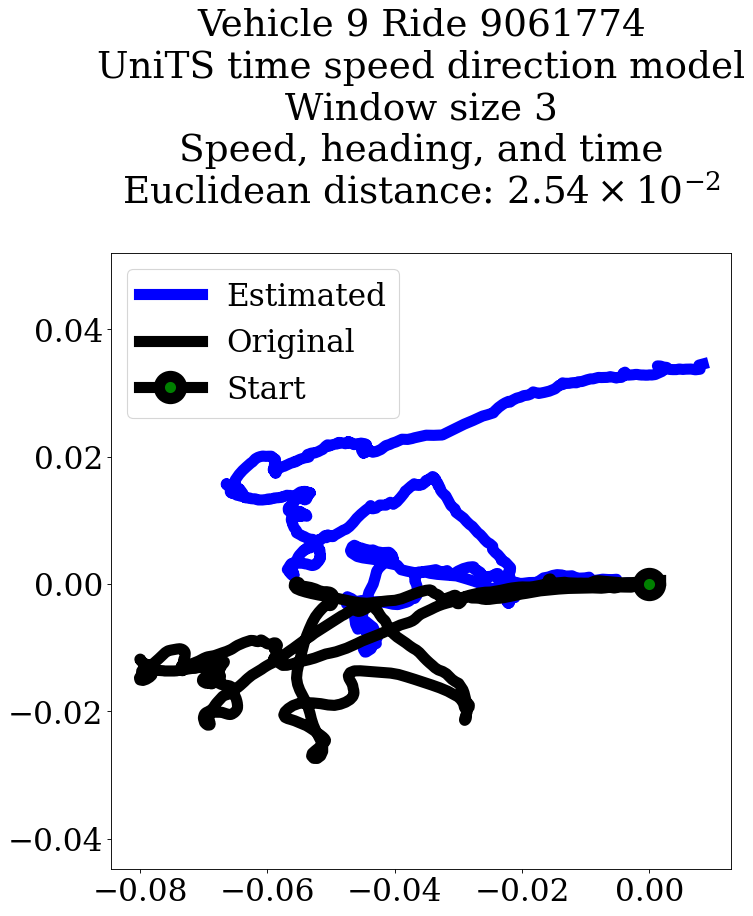 Vehicle 9 Ride 9061774
UniTS time speed direction model
Window size 3
Speed, heading, and time
Euclidean distance: 2.54 × 10⁻²
Estimated
Original
Start
0.04
0.02
0.00
−0.02
−0.04
−0.08 −0.06 −0.04 −0.02 0.00